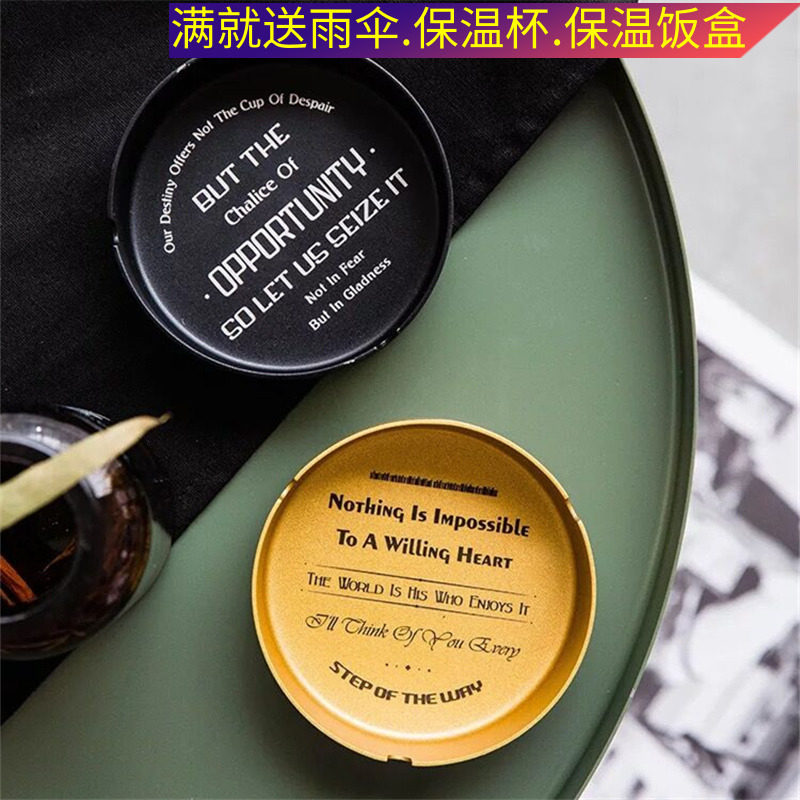 满就送雨伞.保温杯.保温饭盒
Our Destiny Offers Not The Cup Of Despair
BUT THE
Chalice Of
· OPPORTUNITY ·
SO LET US SEIZE IT
Not In Fear
But In Gladness
Nothing Is Impossible
To A Willing Heart
The World Is His Who Enjoys It
I'll Think Of You Every
STEP OF THE WAY